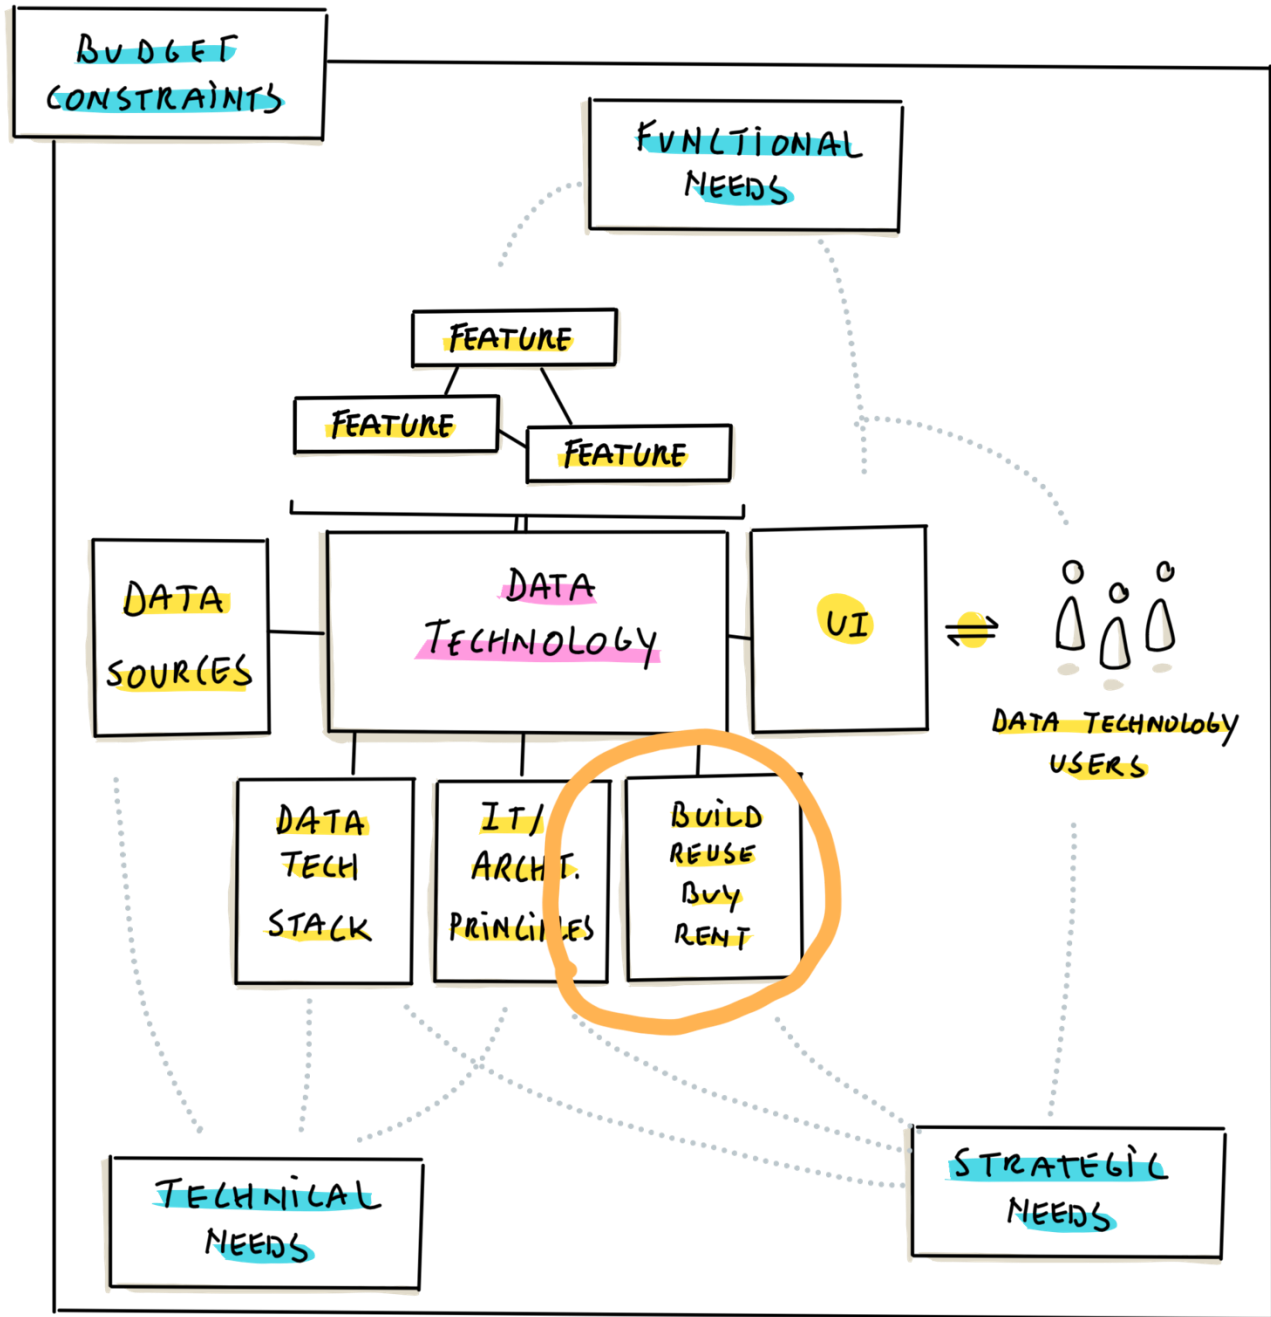 BUDGET
CONSTRAINTS
FUNCTIONAL
NEEDS
FEATURE
FEATURE
FEATURE
DATA
SOURCES
DATA
TECHNOLOGY
UI
DATA TECHNOLOGY
USERS
DATA
TECH
STACK
IT/
ARCHT.
PRINCIPLES
BUILD
REUSE
BUY
RENT
TECHNICAL
NEEDS
STRATEGIC
NEEDS